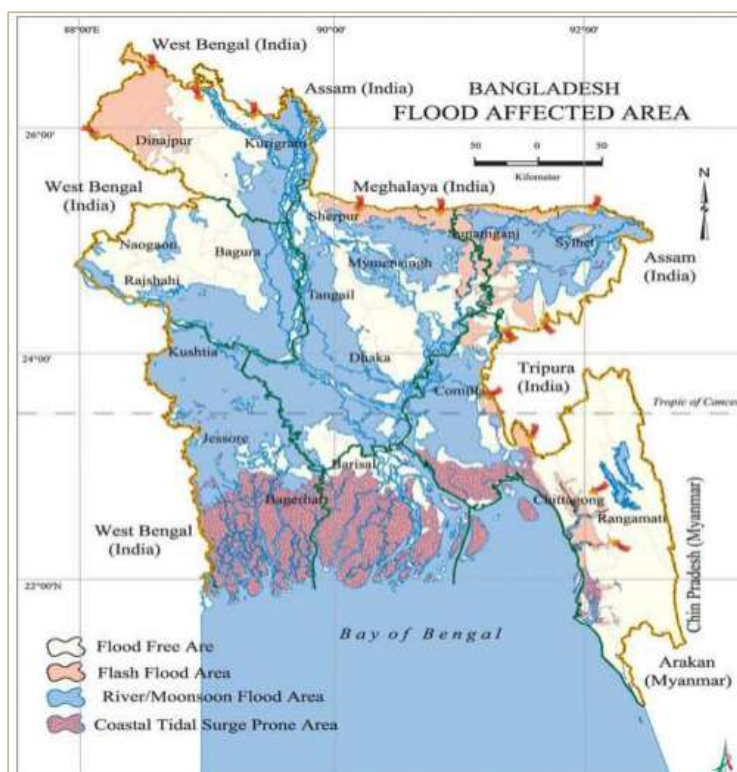 88°00'E
90°00'
92°00'
West Bengal (India)
Assam (India)
BANGLADESH
FLOOD AFFECTED AREA
26°00'
Dinajpur
Kurigram
50 0 50
Kilometer
N
West Bengal
(India)
Meghalaya (India)
Sherpur
Sunamganj
Sylhet
Naogaon
Bagura
Mymensingh
Assam
(India)
Rajshahi
Tangail
Kushtia
Dhaka
24°00'
Tripura
(India)
Comilla
Tropic of Cancer
Jessore
Barisal
Bagerhat
Chittagong
Rangamati
West Bengal
(India)
Chin Pradesh (Myanmar)
22°00'N
Bay of Bengal
Flood Free Are
Flash Flood Area
River/Moonsoon Flood Area
Coastal Tidal Surge Prone Area
Arakan
(Myanmar)